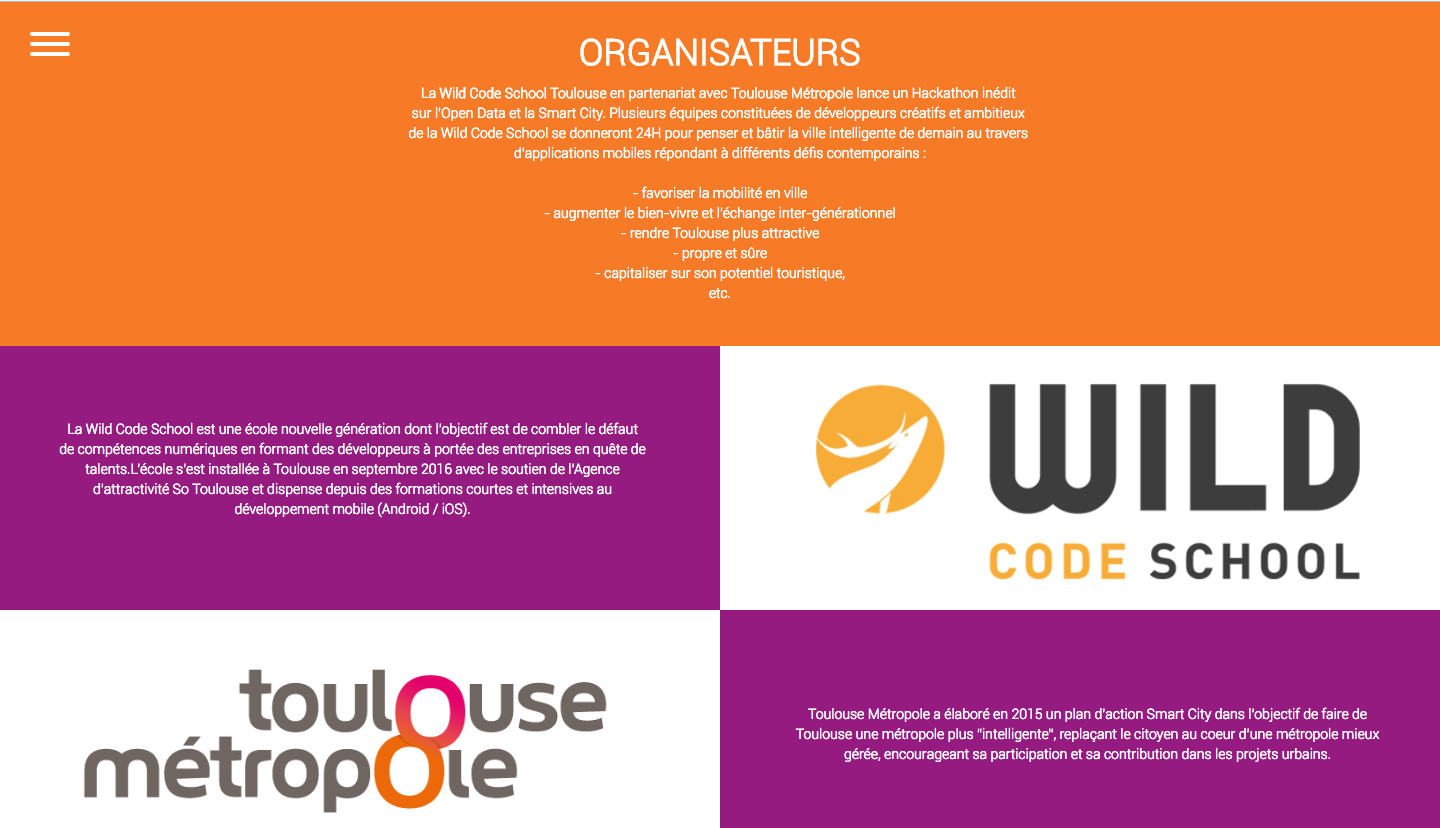 ORGANISATEURS
La Wild Code School Toulouse en partenariat avec Toulouse Métropole lance un Hackathon inédit
sur l'Open Data et la Smart City. Plusieurs équipes constituées de développeurs créatifs et ambitieux
de la Wild Code School se donneront 24H pour penser et bâtir la ville intelligente de demain au travers
d'applications mobiles répondant à différents défis contemporains :
- favoriser la mobilité en ville
- augmenter le bien-vivre et l'échange inter-générationnel
- rendre Toulouse plus attractive
- propre et sûre
- capitaliser sur son potentiel touristique,
etc.
La Wild Code School est une école nouvelle génération dont l'objectif est de combler le défaut
de compétences numériques en formant des développeurs à portée des entreprises en quête de
talents.L'école s'est installée à Toulouse en septembre 2016 avec le soutien de l'Agence
d'attractivité So Toulouse et dispense depuis des formations courtes et intensives au
développement mobile (Android / iOS).
WILD
CODE SCHOOL
toulouse
métropole
Toulouse Métropole a élaboré en 2015 un plan d'action Smart City dans l'objectif de faire de
Toulouse une métropole plus "intelligente", replaçant le citoyen au coeur d'une métropole mieux
gérée, encourageant sa participation et sa contribution dans les projets urbains.